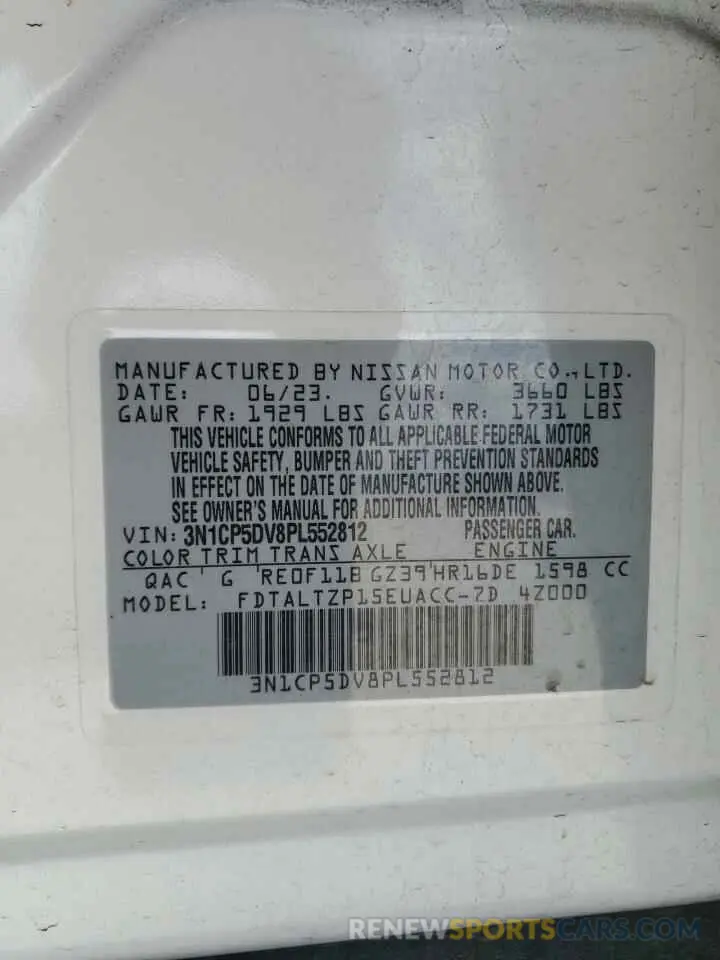 MANUFACTURED BY NISSAN MOTOR CO., LTD.
DATE: 06/23. GVWR: 3660 LBS
GAWR FR: 1929 LBS GAWR RR: 1731 LBS
THIS VEHICLE CONFORMS TO ALL APPLICABLE FEDERAL MOTOR
VEHICLE SAFETY, BUMPER AND THEFT PREVENTION STANDARDS
IN EFFECT ON THE DATE OF MANUFACTURE SHOWN ABOVE.
SEE OWNER'S MANUAL FOR ADDITIONAL INFORMATION.
VIN: 3N1CP5DV8PL552812 PASSENGER CAR.
COLOR TRIM TRANS AXLE ENGINE
QAC G RE0F11B GZ39 HR16DE 1598 CC
MODEL: FDTALTZP15EUACC-7D 4Z000
3N1CP5DV8PL552812
RENEWSPORTSCARS.COM